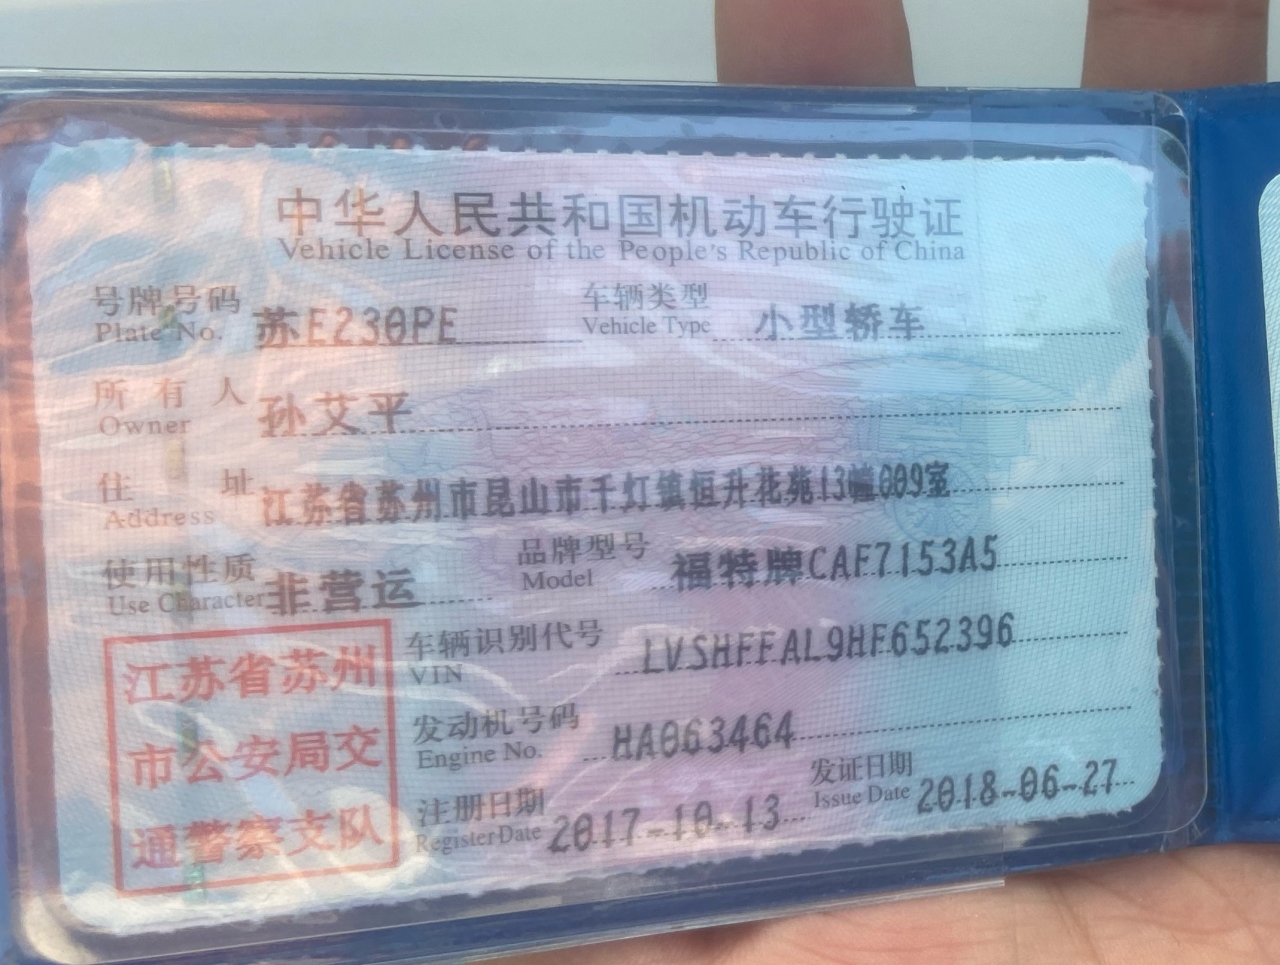 中华人民共和国机动车行驶证
Vehicle License of the People's Republic of China
号牌号码 苏E230PE 车辆类型 小型轿车
Plate No. Vehicle Type
所有人 孙艾平
Owner
住址 江苏省苏州市昆山市千灯镇恒升花苑13幢609室
Address
使用性质 非营运 品牌型号 福特牌CAF7153A5
Use Character Model
江苏省苏州
市公安局交
通警察支队
车辆识别代号 LVSHFFAL9HF652396
VIN
发动机号码 HA063464
Engine No.
注册日期 2017-10-13 发证日期 2018-06-27
Register Date Issue Date